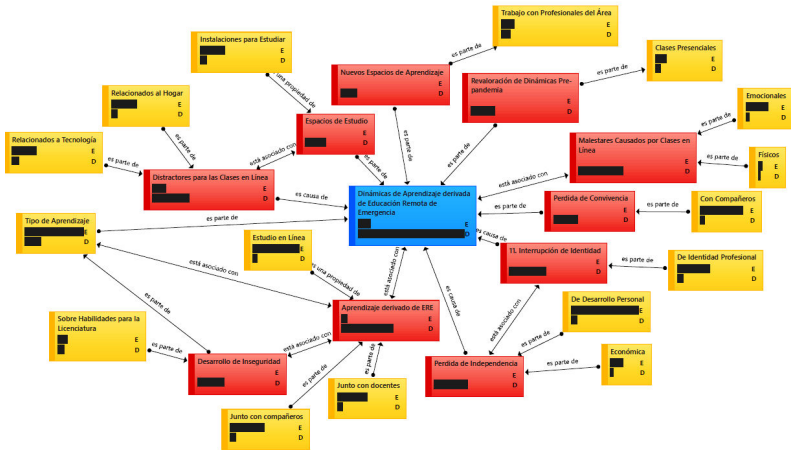 Instalaciones para Estudiar
E
D
Trabajo con Profesionales del Área
E
D
Clases Presenciales
E
D
Nuevos Espacios de Aprendizaje
E
D
Revaloración de Dinámicas Pre-
pandemia
E
D
Relacionados al Hogar
E
D
Emocionales
E
D
Espacios de Estudio
E
D
Malestares Causados por Clases en
Línea
E
D
Relacionados a Tecnología
E
D
Físicos
E
D
Distractores para las Clases en Línea
E
D
Dinámicas de Aprendizaje derivada de
Educación Remota de
Emergencia
E
D
Perdida de Convivencia
E
D
Con Compañeros
E
D
Tipo de Aprendizaje
E
D
Estudio en Línea
E
D
11. Interrupción de Identidad
E
D
De Identidad Profesional
E
D
Sobre Habilidades para la
Licenciatura
E
D
Aprendizaje derivado de ERE
E
D
De Desarrollo Personal
E
D
Desarrollo de Inseguridad
E
D
Perdida de Independencia
E
D
Económica
E
D
Junto con docentes
E
D
Junto con compañeros
E
D
es parte de
es parte de
una propiedad de
es parte de
es parte de
es parte de
está asociado con
es parte de
es parte de
es parte de
es parte de
es parte de
está asociado con
es causa de
es parte de
es parte de
es causa de
es parte de
está asociado con
es una propiedad de
está asociado con
es causa de
está asociado con
es parte de
es parte de
está asociado con
es parte de
es parte de
es parte de
es parte de